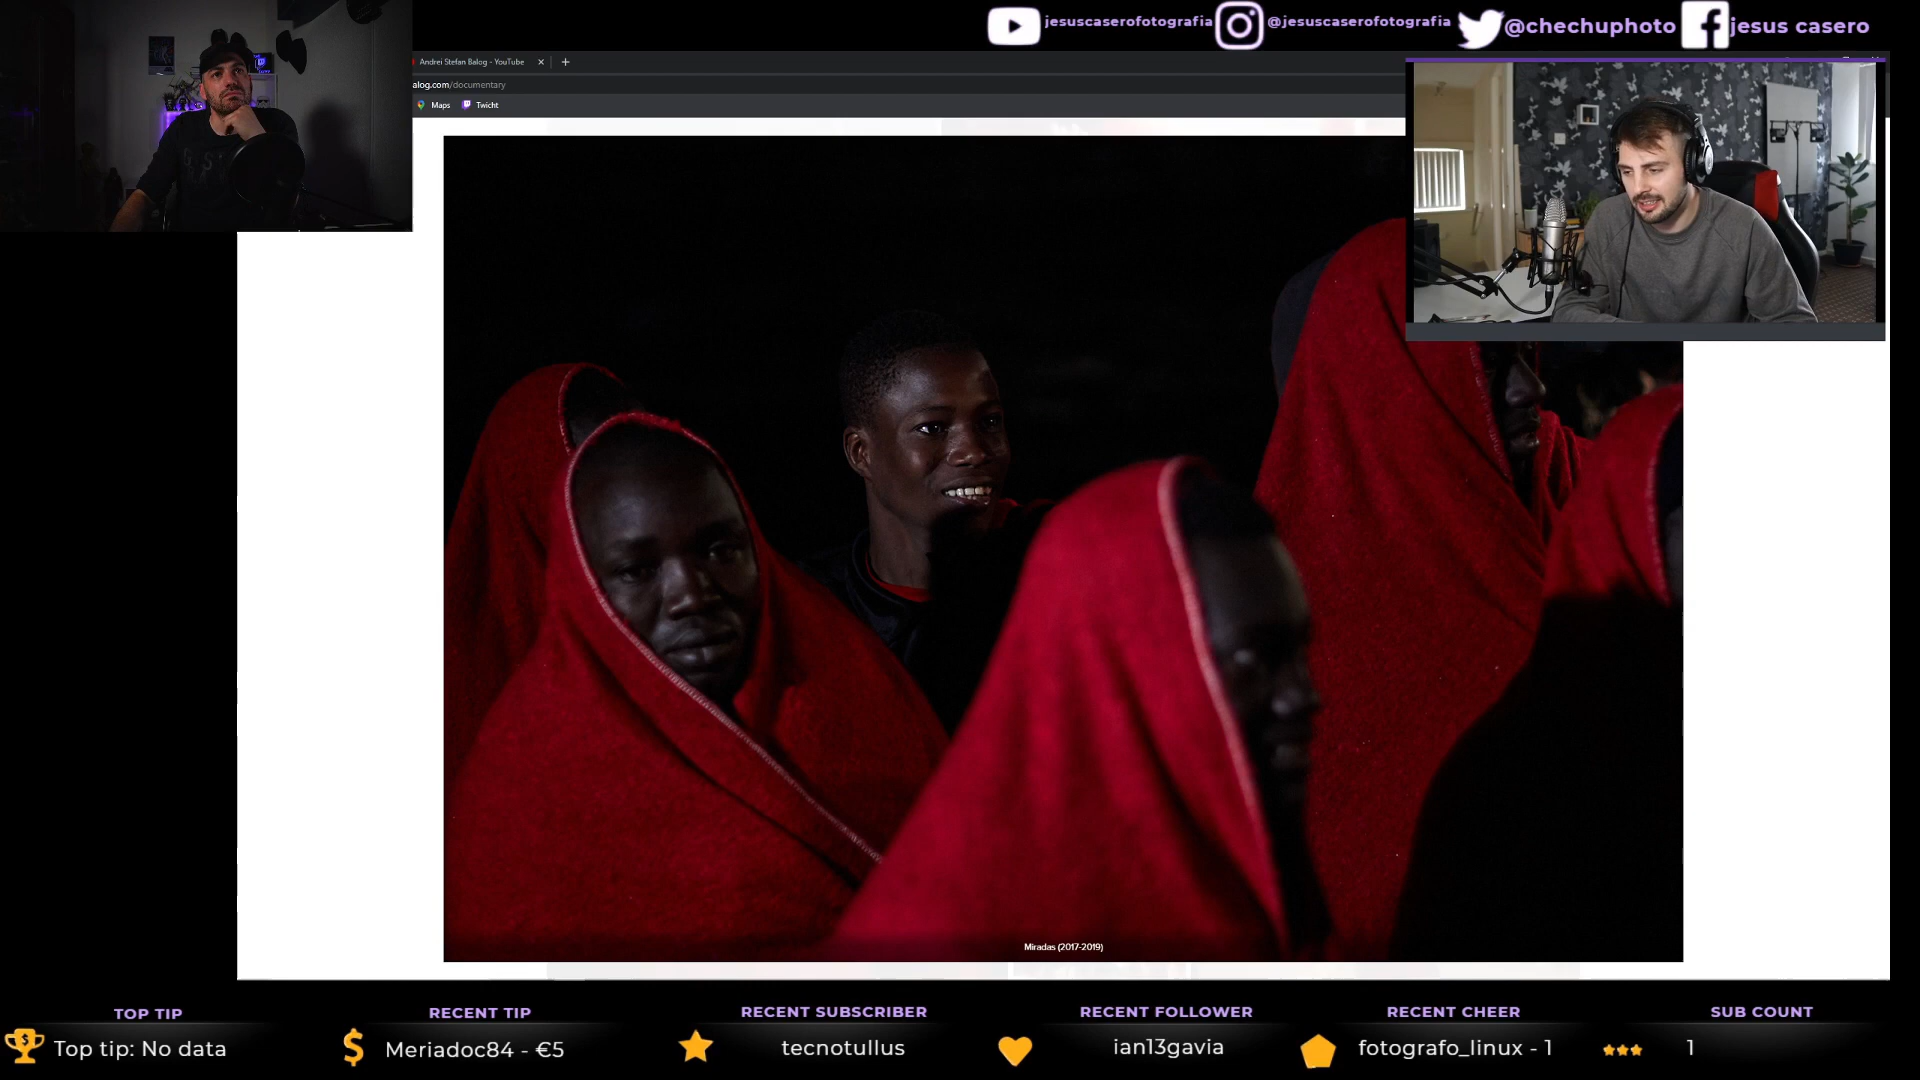 jesuscaserofotografia
@jesuscaserofotografia
@chechuphoto
jesus casero
Andrei Stefan Balog - YouTube
alog.com/documentary
Maps
Twicht
Miradas (2017-2019)
TOP TIP
Top tip: No data
RECENT TIP
Meriadoc84 - €5
RECENT SUBSCRIBER
tecnotullus
RECENT FOLLOWER
ian13gavia
RECENT CHEER
fotografo_linux - 1
SUB COUNT
1